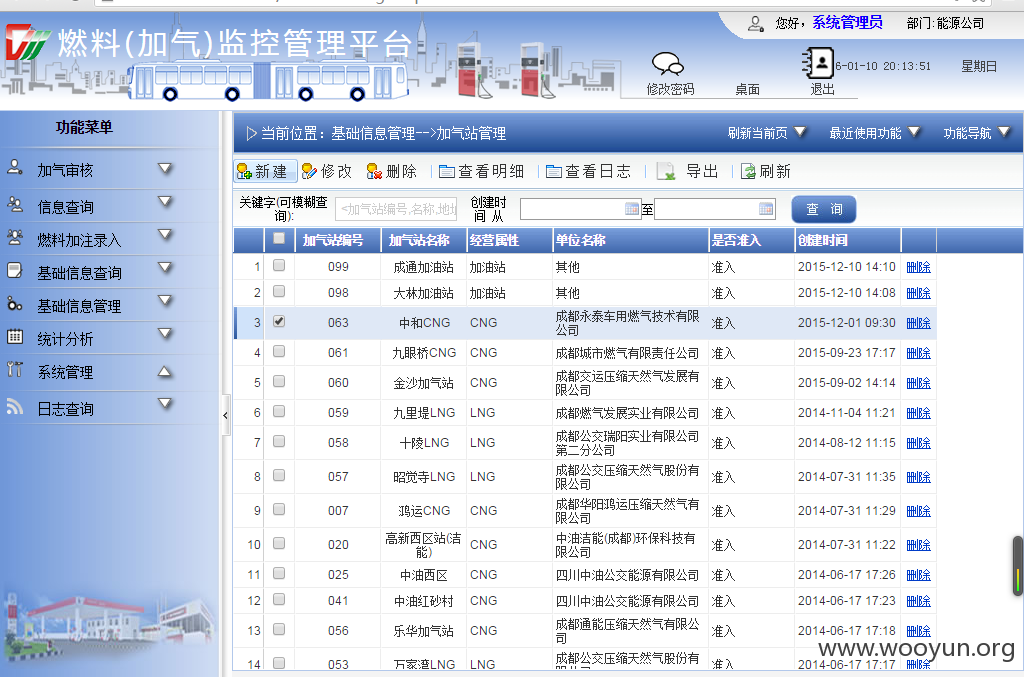 您好，系统管理员 部门:能源公司
燃料(加气)监控管理平台
6-01-10 20:13:51 星期日
修改密码 桌面 退出
功能菜单
加气审核
信息查询
燃料加注录入
基础信息查询
基础信息管理
统计分析
系统管理
日志查询
当前位置：基础信息管理-->加气站管理 刷新当前页 最近使用功能 功能导航
新建 修改 删除 查看明细 查看日志 导出 刷新
关键字(可模糊查询): <加气站编号,名称,地址 创建时间 从 至 查 询
加气站编号 加气站名称 经营属性 单位名称 是否准入 创建时间
1 099 成通加油站 加油站 其他 准入 2015-12-10 14:10 删除
2 098 大林加油站 加油站 其他 准入 2015-12-10 14:08 删除
3 063 中和CNG CNG 成都永泰车用燃气技术有限公司 准入 2015-12-01 09:30 删除
4 061 九眼桥CNG CNG 成都城市燃气有限责任公司 准入 2015-09-23 17:17 删除
5 060 金沙加气站 CNG 成都交运压缩天然气发展有限公司 准入 2015-09-02 14:14 删除
6 059 九里堤LNG LNG 成都燃气发展实业有限公司 准入 2014-11-04 11:21 删除
7 058 十陵LNG LNG 成都公交瑞阳实业有限公司第二分公司 准入 2014-08-12 11:15 删除
8 057 昭觉寺LNG LNG 成都公交压缩天然气股份有限公司 准入 2014-07-31 11:35 删除
9 007 鸿运CNG CNG 成都华阳鸿运压缩天然气有限公司 准入 2014-07-31 11:29 删除
10 020 高新西区站(洁能) CNG 中油洁能(成都)环保科技有限公司 准入 2014-07-31 11:22 删除
11 025 中油西区 CNG 四川中油公交能源有限公司 准入 2014-06-17 17:26 删除
12 041 中油红砂村 CNG 四川中油公交能源有限公司 准入 2014-06-17 17:23 删除
13 056 乐华加气站 CNG 成都通能压缩天然气有限公司 准入 2014-06-17 17:18 删除
14 053 万家湾LNG LNG 成都公交压缩天然气股份有 准入 2014-06-17 17:17 删除
www.wooyun.org